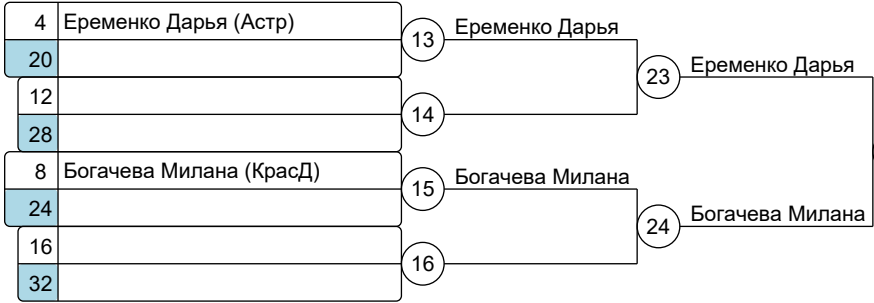 4 Еременко Дарья (Астр)
20
13 Еременко Дарья
12
28
14
23 Еременко Дарья
8 Богачева Милана (КрасД)
24
15 Богачева Милана
16
32
16
24 Богачева Милана